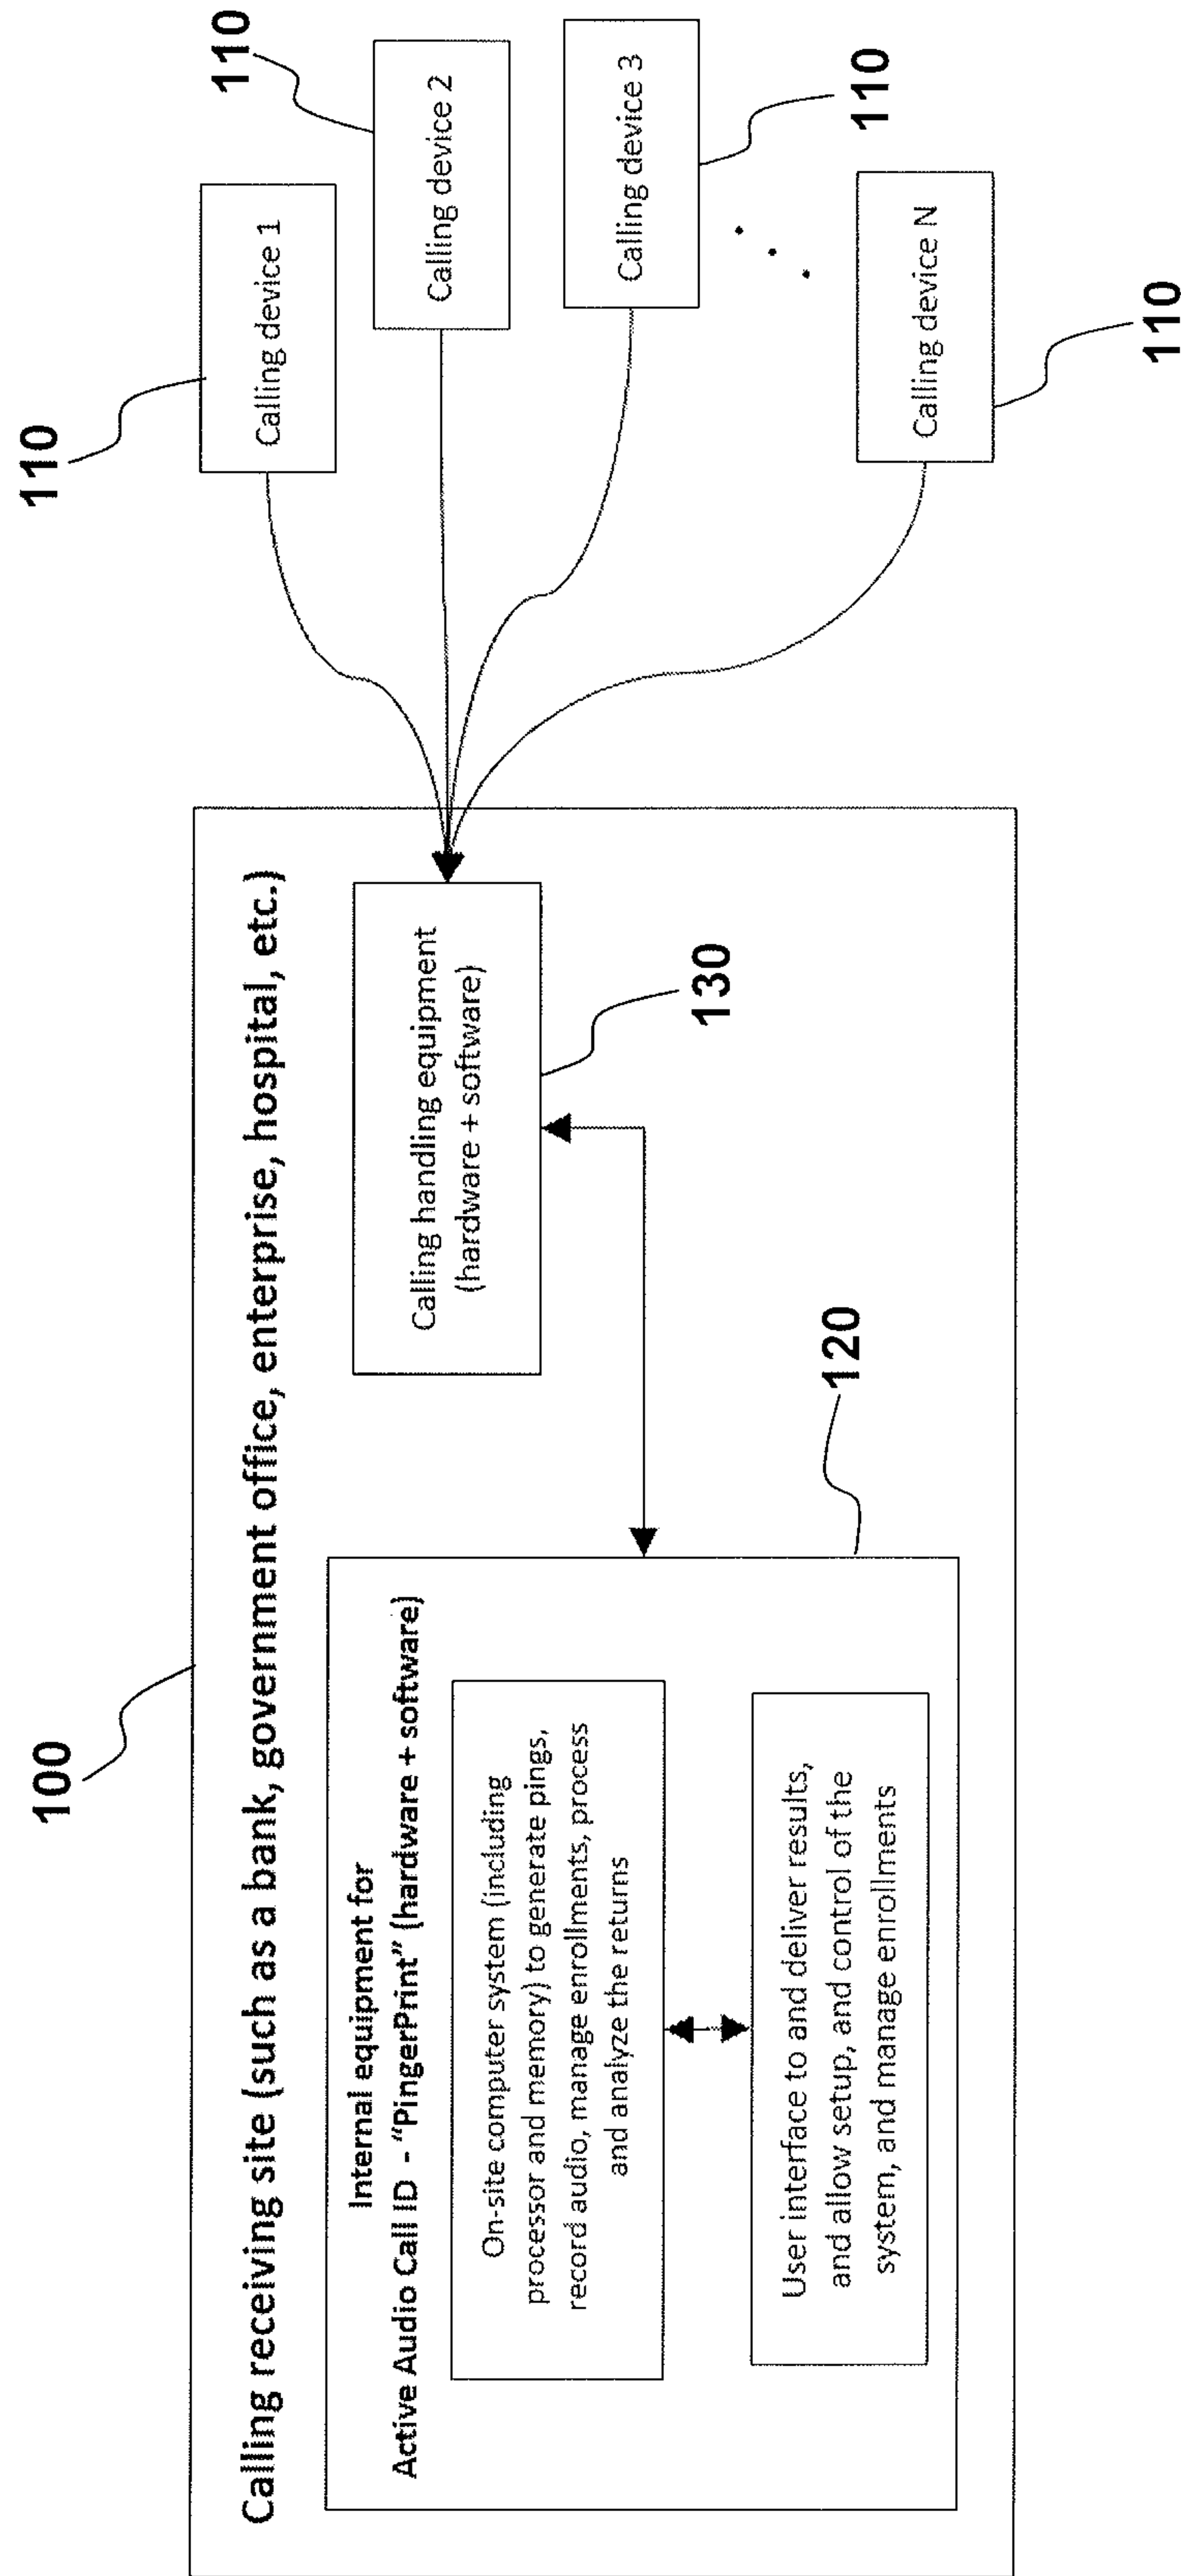 100
Calling receiving site (such as a bank, government office, enterprise, hospital, etc.)
Internal equipment for
Active Audio Call ID - “PingerPrint” (hardware + software)
On-site computer system (including
processor and memory) to generate pings,
record audio, manage enrollments, process
and analyze the returns
User interface to and deliver results,
and allow setup, and control of the
system, and manage enrollments
120
Calling handling equipment
(hardware + software)
130
110
Calling device 1
110
Calling device 2
Calling device 3
110
Calling device N
110